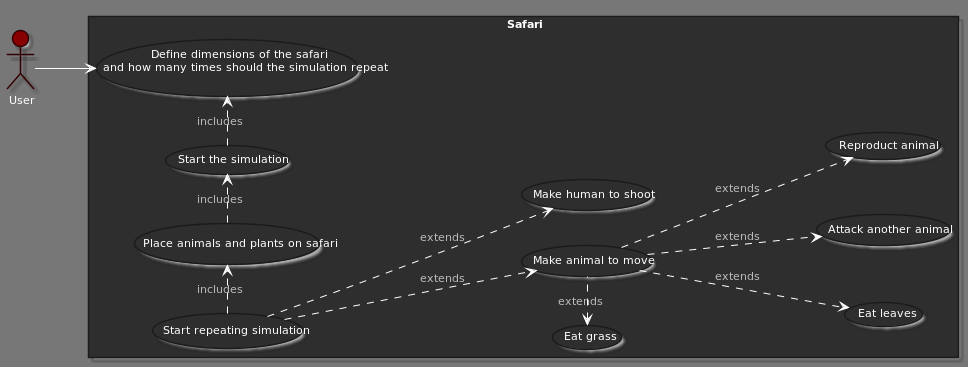 Safari
Define dimensions of the safari
and how many times should the simulation repeat
User
includes
Start the simulation
Reproduct animal
includes
Make human to shoot
Place animals and plants on safari
extends
extends
extends
Attack another animal
Make animal to move
extends
extends
includes
extends
Eat leaves
Start repeating simulation
Eat grass